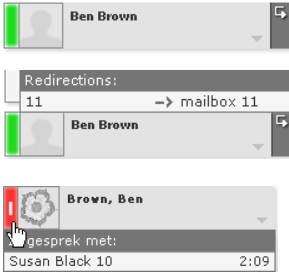 Ben Brown
Redirections:
11 –> mailbox 11
Ben Brown
Brown, Ben
gesprek met:
Susan Black 10 2:09